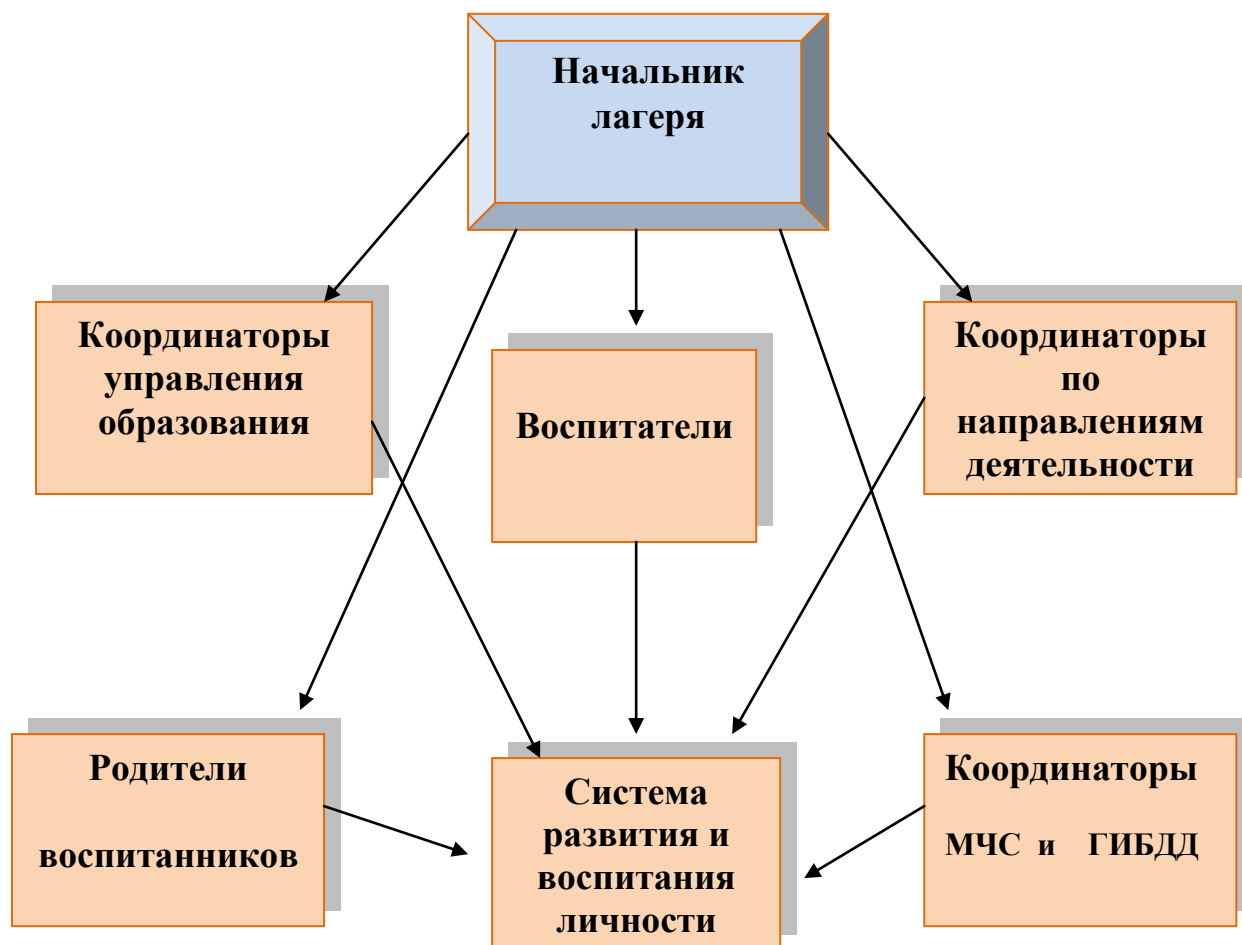 Начальник
лагеря
Координаторы
управления
образования
Воспитатели
Координаторы
по
направлениям
деятельности
Родители
воспитанников
Система
развития и
воспитания
личности
Координаторы
МЧС и ГИБДД